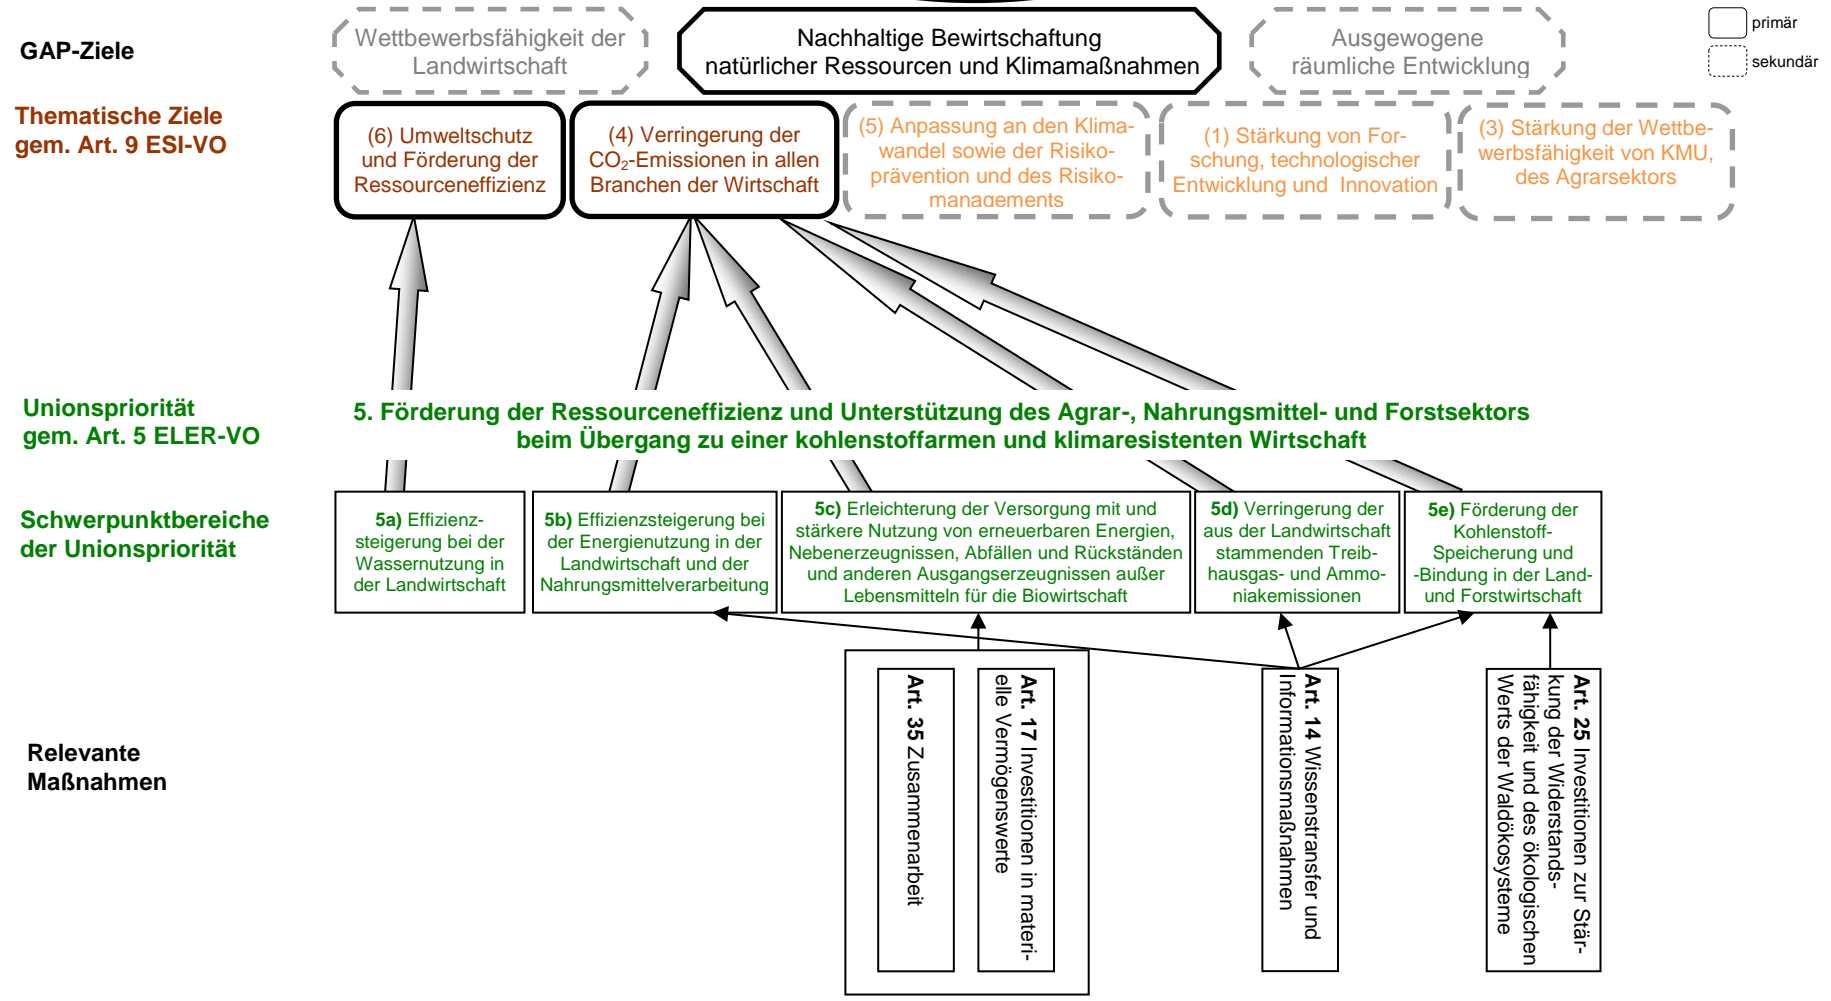 GAP-Ziele
Wettbewerbsfähigkeit der
Landwirtschaft
Nachhaltige Bewirtschaftung
natürlicher Ressourcen und Klimamaßnahmen
Ausgewogene
räumliche Entwicklung
primär
sekundär
Thematische Ziele
gem. Art. 9 ESI-VO
(6) Umweltschutz
und Förderung der
Ressourceneffizienz
(4) Verringerung der
CO₂-Emissionen in allen
Branchen der Wirtschaft
(5) Anpassung an den Klima-
wandel sowie der Risiko-
prävention und des Risiko-
managements
(1) Stärkung von For-
schung, technologischer
Entwicklung und Innovation
(3) Stärkung der Wettbe-
werbsfähigkeit von KMU,
des Agrarsektors
Unionspriorität
gem. Art. 5 ELER-VO
5. Förderung der Ressourceneffizienz und Unterstützung des Agrar-, Nahrungsmittel- und Forstsektors
beim Übergang zu einer kohlenstoffarmen und klimaresistenten Wirtschaft
Schwerpunktbereiche
der Unionspriorität
5a) Effizienz-
steigerung bei der
Wassernutzung in
der Landwirtschaft
5b) Effizienzsteigerung bei
der Energienutzung in der
Landwirtschaft und der
Nahrungsmittelverarbeitung
5c) Erleichterung der Versorgung mit und
stärkere Nutzung von erneuerbaren Energien,
Nebenerzeugnissen, Abfällen und Rückständen
und anderen Ausgangserzeugnissen außer
Lebensmitteln für die Biowirtschaft
5d) Verringerung der
aus der Landwirtschaft
stammenden Treib-
hausgas- und Ammo-
niakemissionen
5e) Förderung der
Kohlenstoff-
Speicherung und
-Bindung in der Land-
und Forstwirtschaft
Relevante
Maßnahmen
Art. 35 Zusammenarbeit
Art. 17 Investitionen in materi-
elle Vermögenswerte
Art. 14 Wissenstransfer und
Informationsmaßnahmen
Art. 25 Investitionen zur Stär-
kung der Widerstands-
fähigkeit und des ökologischen
Werts der Waldökosysteme